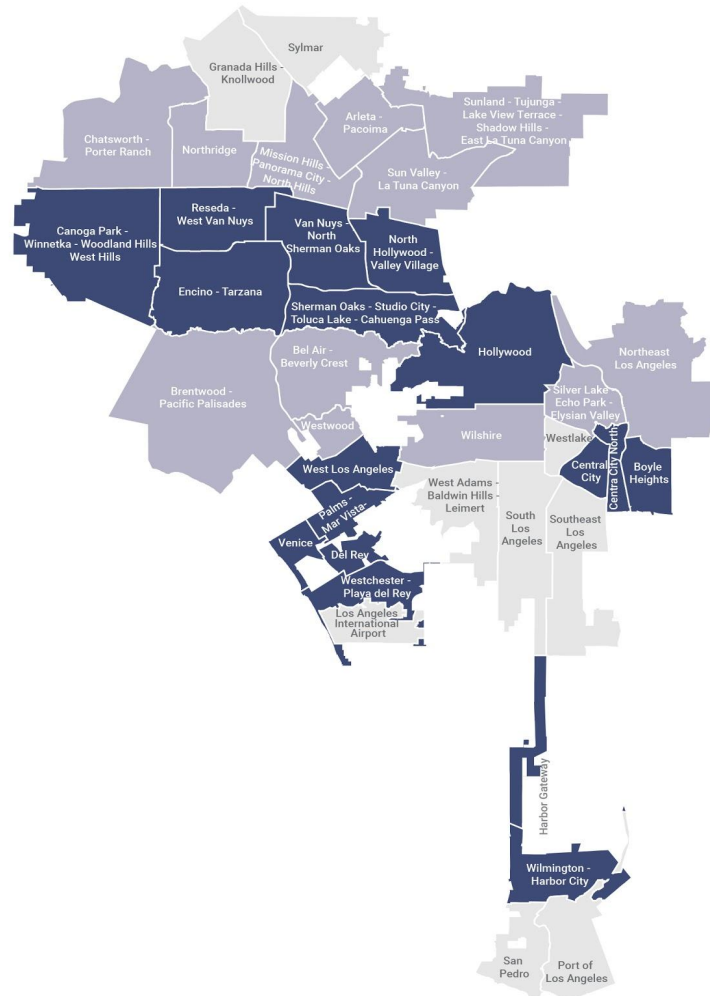 Sylmar
Granada Hills -
Knollwood
Chatsworth -
Porter Ranch
Northridge
Mission Hills -
Panorama City -
North Hills
Arleta -
Pacoima
Sunland - Tujunga -
Lake View Terrace -
Shadow Hills -
East La Tuna Canyon
Sun Valley -
La Tuna Canyon
Canoga Park -
Winnetka - Woodland Hills
West Hills
Reseda -
West Van Nuys
Van Nuys -
North
Sherman Oaks
North
Hollywood -
Valley Village
Encino - Tarzana
Sherman Oaks - Studio City -
Toluca Lake - Cahuenga Pass
Hollywood
Northeast
Los Angeles
Bel Air -
Beverly Crest
Brentwood -
Pacific Palisades
Silver Lake -
Echo Park -
Elysian Valley
Westwood -
Wilshire
Westlake
Centra City North
Central
City
Boyle
Heights
West Los Angeles
West Adams -
Baldwin Hills -
Leimert
Palms -
Mar Vista-
South
Los
Angeles
Southeast
Los
Angeles
Venice
Del Rey
Westchester -
Playa del Rey
Los Angeles
International
Airport
Harbor Gateway
Wilmington -
Harbor City
San
Pedro
Port of
Los Angeles